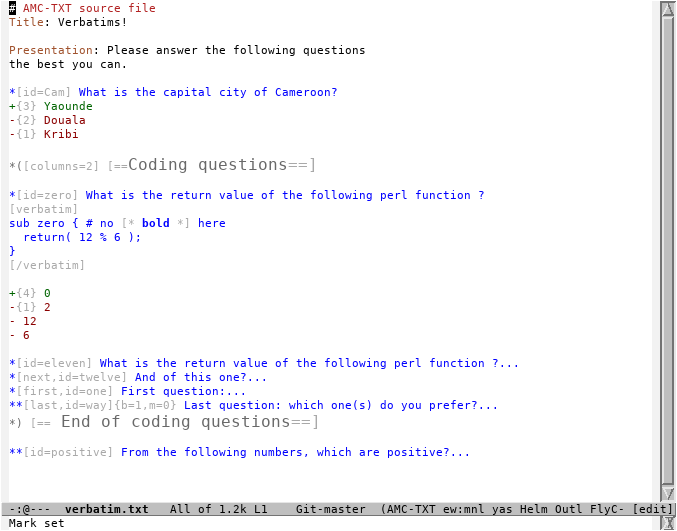 # AMC-TXT source file
Title: Verbatims!
Presentation: Please answer the following questions
the best you can.
*[id=Cam] What is the capital city of Cameroon?
+{3} Yaounde
-{2} Douala
-{1} Kribi
*([columns=2] [==Coding questions==]
*[id=zero] What is the return value of the following perl function ?
[verbatim]
sub zero { # no [* bold *] here
  return( 12 % 6 );
}
[/verbatim]
+{4} 0
-{1} 2
- 12
- 6
*[id=eleven] What is the return value of the following perl function ?...
*[next,id=twelve] And of this one?...
*[first,id=one] First question:...
**[last,id=way]{b=1,m=0} Last question: which one(s) do you prefer?...
*) [== End of coding questions==]
**[id=positive] From the following numbers, which are positive?...
-:@---  verbatim.txt   All of 1.2k L1    Git-master  (AMC-TXT ew:mnl yas Helm Outl FlyC- [edit]
Mark set